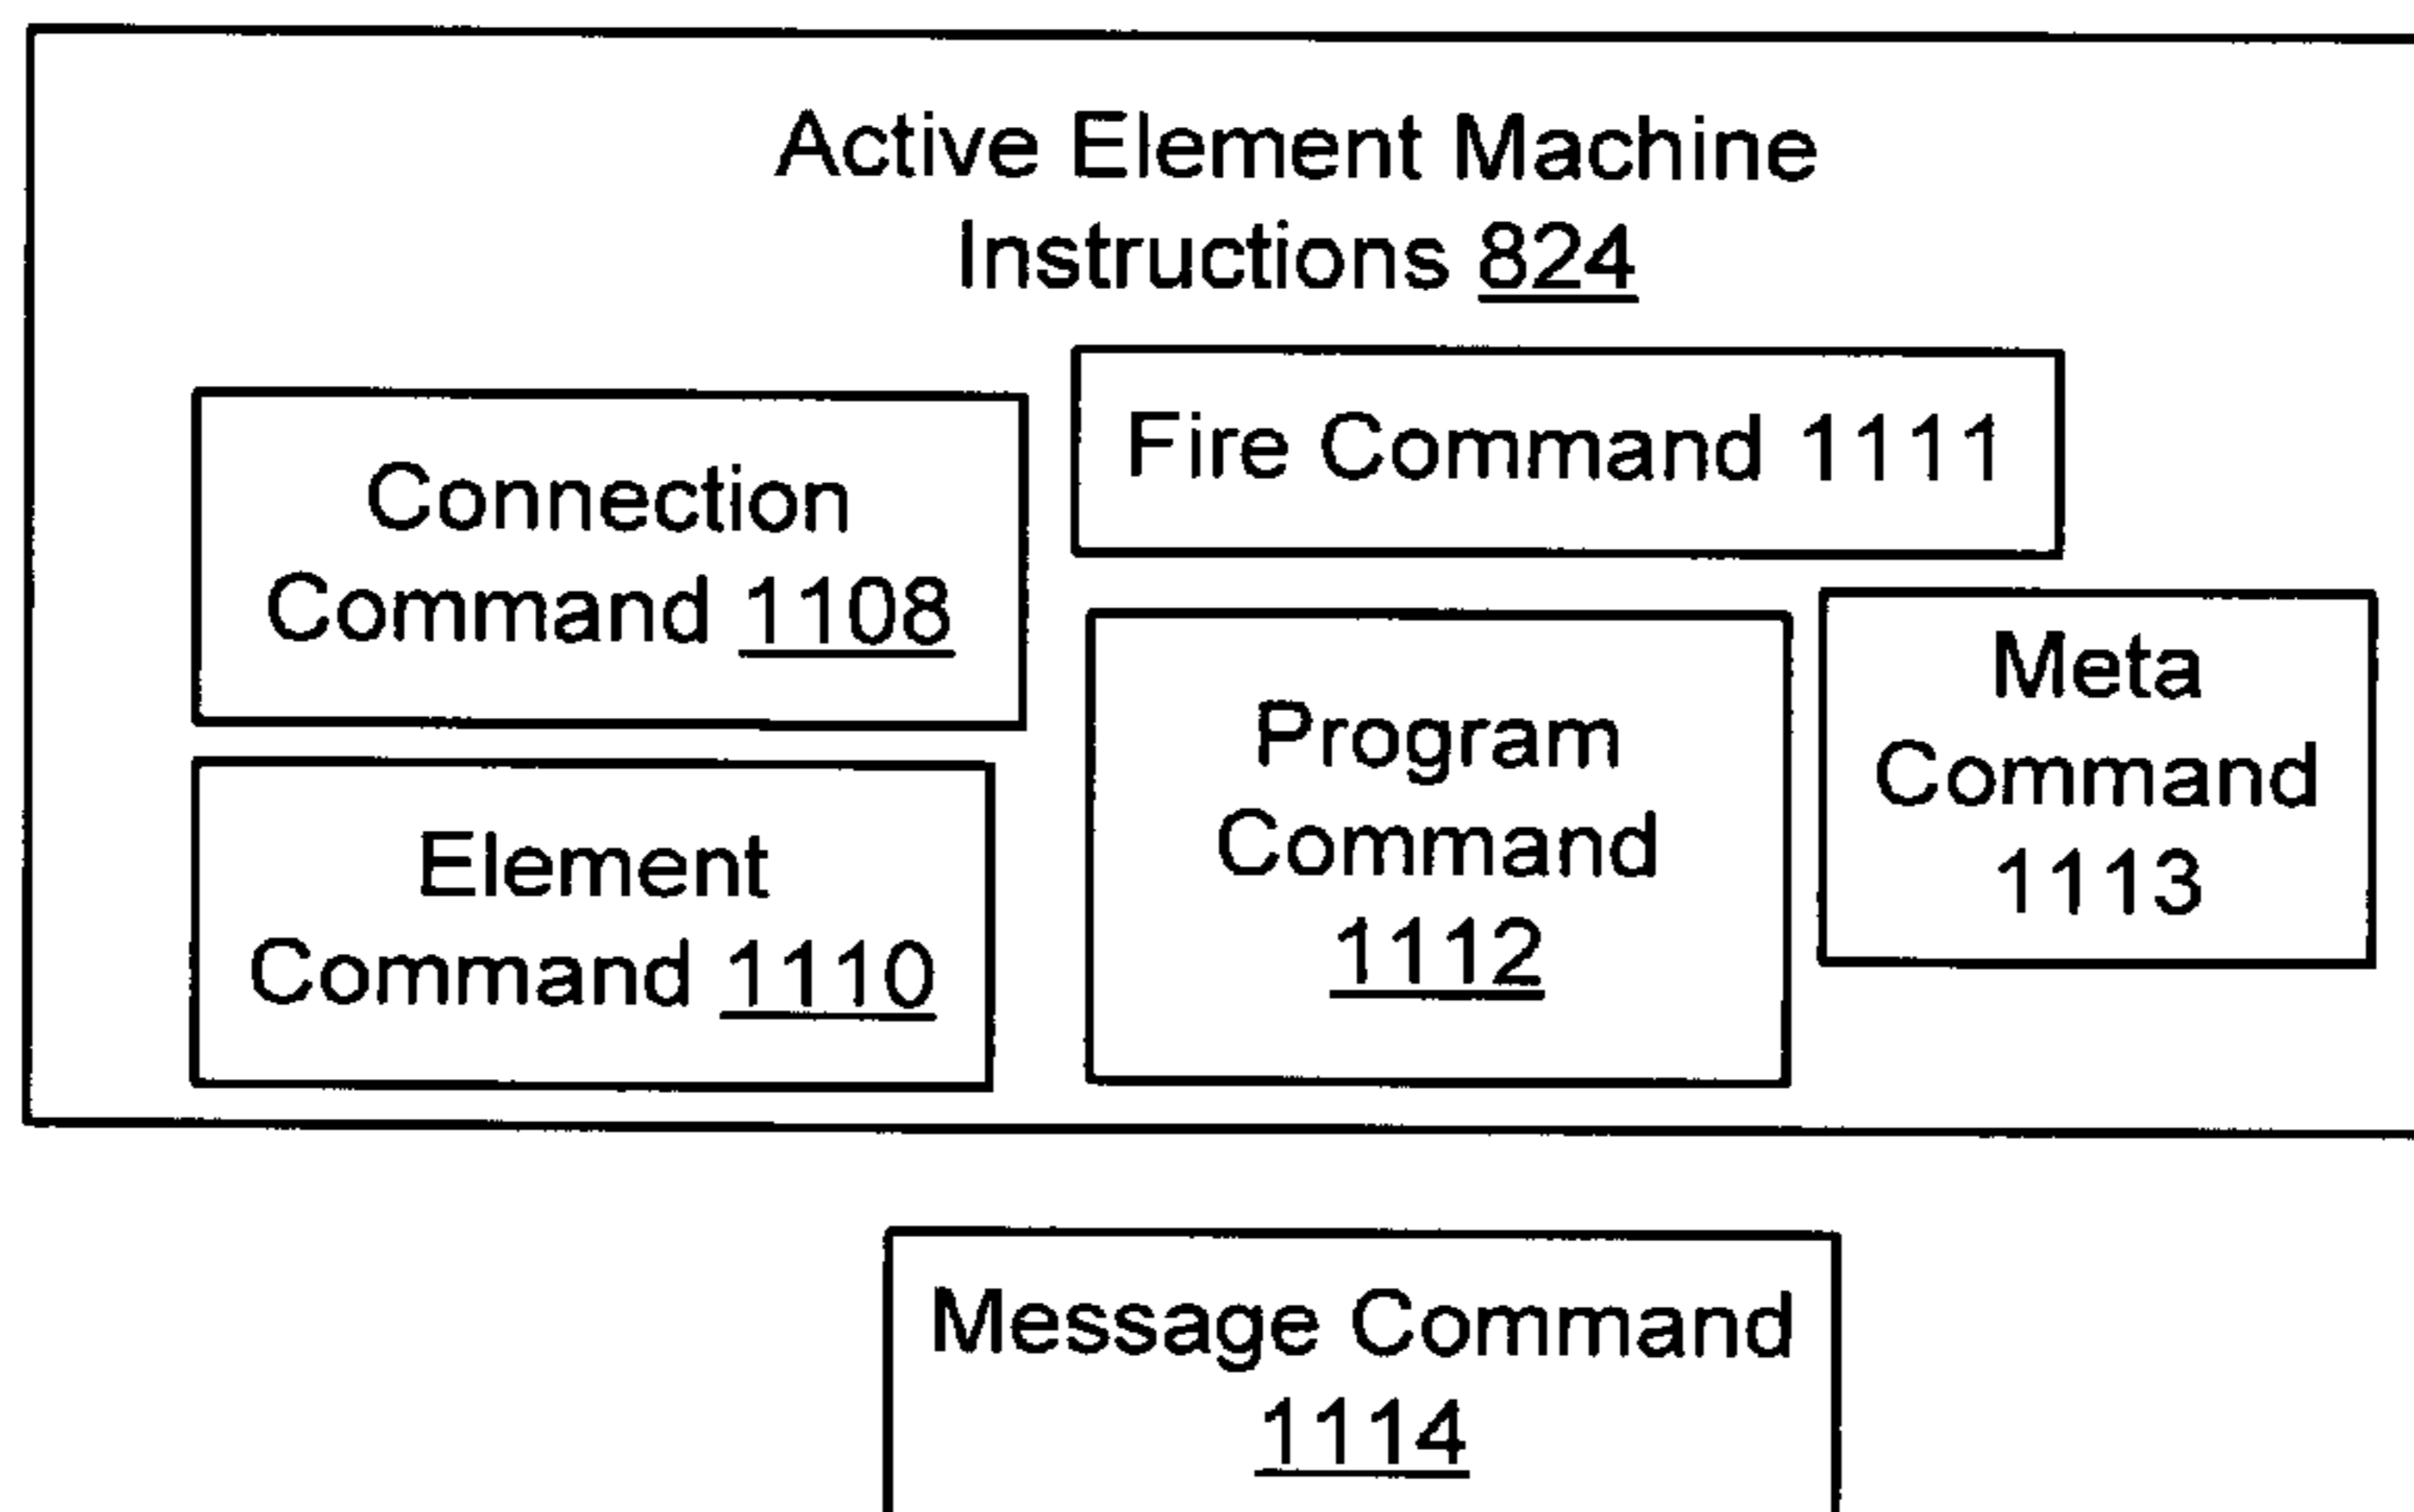 Active Element Machine
Instructions 824
Fire Command 1111
Connection
Command 1108
Meta
Command
1113
Program
Command
1112
Element
Command 1110
Message Command
1114